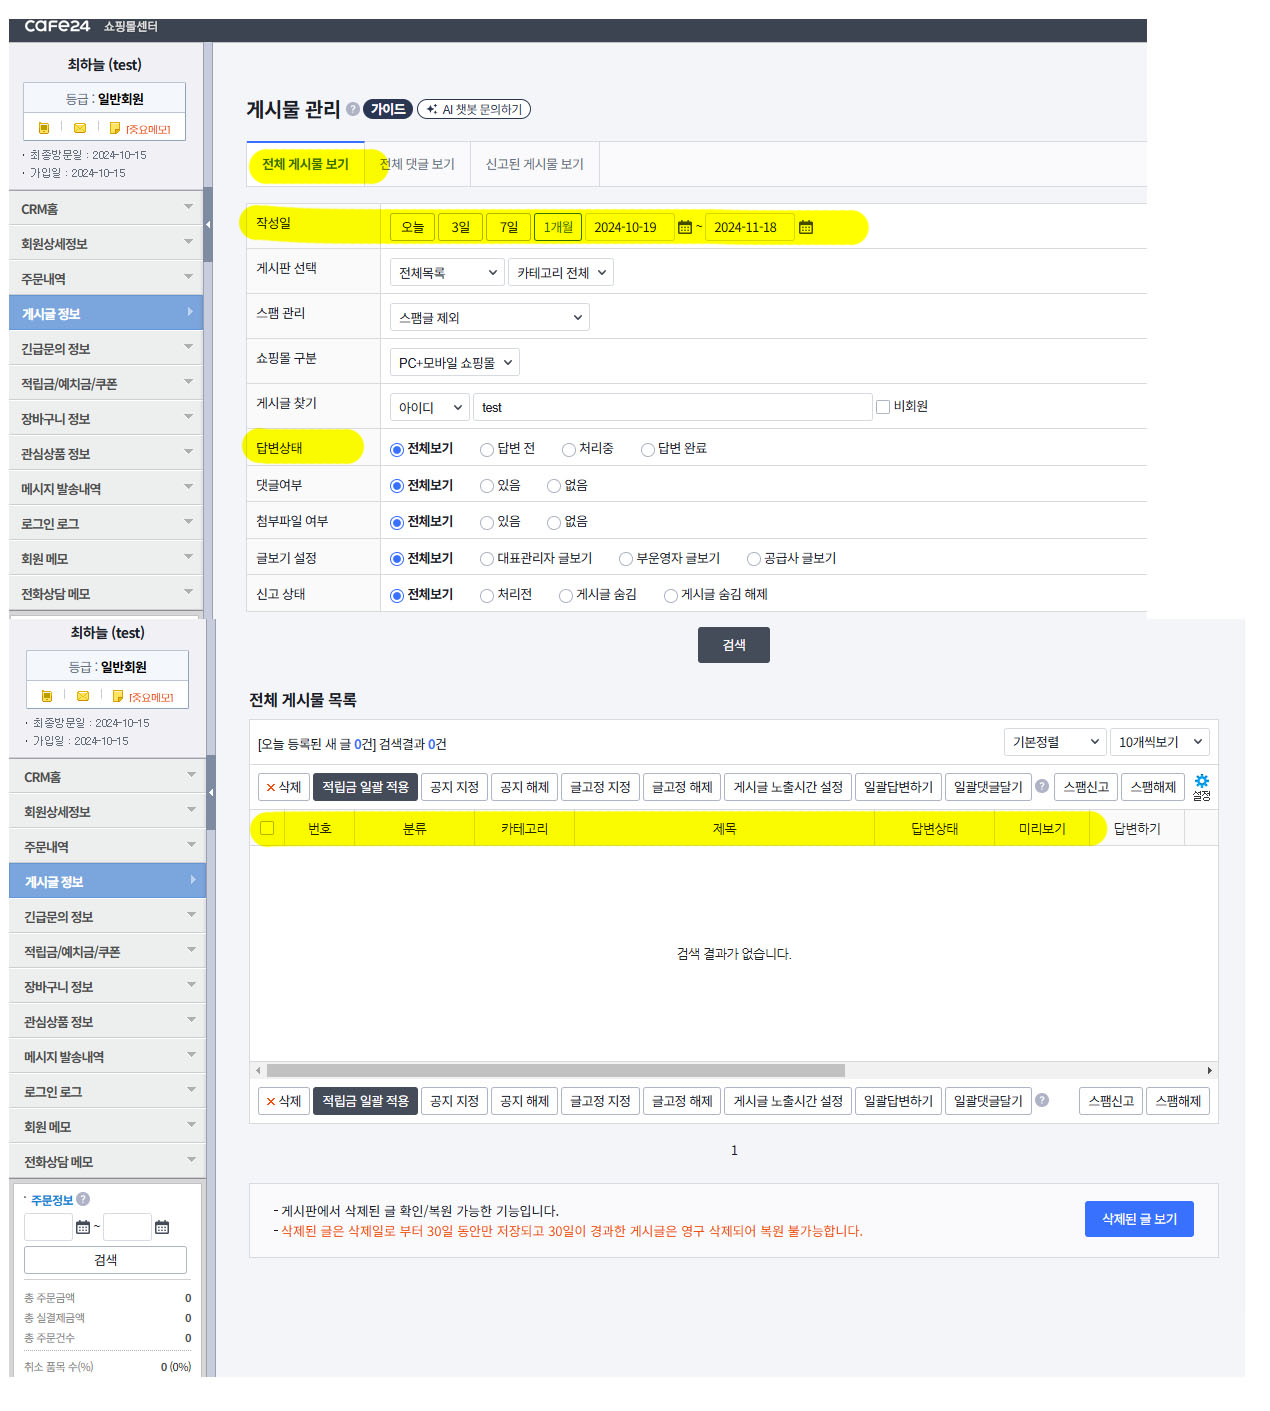 cafe24 쇼핑몰센터
최하늘 (test)
등급 : 일반회원
[중요메모]
· 최종방문일 : 2024-10-15
· 가입일 : 2024-10-15
CRM홈
회원상세정보
주문내역
게시글 정보
긴급문의 정보
적립금/예치금/쿠폰
장바구니 정보
관심상품 정보
메시지 발송내역
로그인 로그
회원 메모
전화상담 메모
게시물 관리 ? 가이드 AI 챗봇 문의하기
전체 게시물 보기 전체 댓글 보기 신고된 게시물 보기
작성일 오늘 3일 7일 1개월 2024-10-19 ~ 2024-11-18
게시판 선택 전체목록 카테고리 전체
스팸 관리 스팸글 제외
쇼핑몰 구분 PC+모바일 쇼핑몰
게시글 찾기 아이디 test 비회원
답변상태 전체보기 답변 전 처리중 답변 완료
댓글여부 전체보기 있음 없음
첨부파일 여부 전체보기 있음 없음
글보기 설정 전체보기 대표관리자 글보기 부운영자 글보기 공급사 글보기
신고 상태 전체보기 처리전 게시글 숨김 게시글 숨김 해제
최하늘 (test)
등급 : 일반회원
[중요메모]
· 최종방문일 : 2024-10-15
· 가입일 : 2024-10-15
CRM홈
회원상세정보
주문내역
게시글 정보
긴급문의 정보
적립금/예치금/쿠폰
장바구니 정보
관심상품 정보
메시지 발송내역
로그인 로그
회원 메모
전화상담 메모
· 주문정보 ?
~
검색
총 주문금액 0
총 실결제금액 0
총 주문건수 0
취소 품목 수(%) 0 (0%)
검색
전체 게시물 목록
[오늘 등록된 새 글 0건] 검색결과 0건 기본정렬 10개씩보기
× 삭제 적립금 일괄 적용 공지 지정 공지 해제 글고정 지정 글고정 해제 게시글 노출시간 설정 일괄답변하기 일괄댓글달기 ? 스팸신고 스팸해제 설정
번호 분류 카테고리 제목 답변상태 미리보기 답변하기
검색 결과가 없습니다.
× 삭제 적립금 일괄 적용 공지 지정 공지 해제 글고정 지정 글고정 해제 게시글 노출시간 설정 일괄답변하기 일괄댓글달기 ? 스팸신고 스팸해제
1
- 게시판에서 삭제된 글 확인/복원 가능한 기능입니다.
- 삭제된 글은 삭제일로 부터 30일 동안만 저장되고 30일이 경과한 게시글은 영구 삭제되어 복원 불가능합니다.
삭제된 글 보기